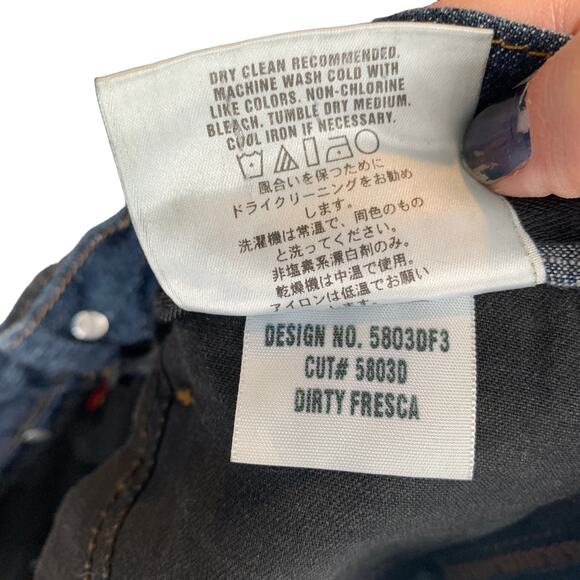 DRY CLEAN RECOMMENDED.
MACHINE WASH COLD WITH
LIKE COLORS. NON-CHLORINE
BLEACH. TUMBLE DRY MEDIUM.
COOL IRON IF NECESSARY.
風合いを保つために
ドライクリーニングをお勧め
します。
洗濯機は常温で、同色のもの
と洗ってください。
非塩素系漂白剤のみ。
乾燥機は中温で使用。
アイロンは低温でお願い
DESIGN NO. 5803DF3
CUT# 5803D
DIRTY FRESCA